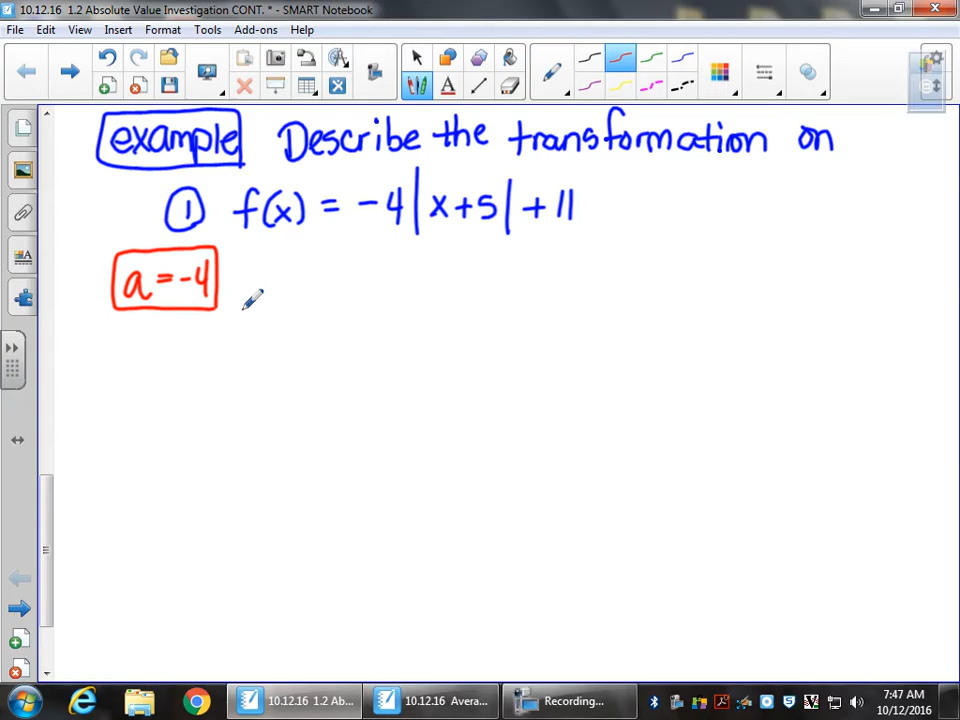 10.12.16 1.2 Absolute Value Investigation CONT. * - SMART Notebook
File Edit View Insert Format Tools Add-ons Help
example Describe the transformation on
① f(x) = -4|x+5| + 11
a = -4
10.12.16 1.2 Ab... 10.12.16 Avera... Recording... 7:47 AM
10/12/2016